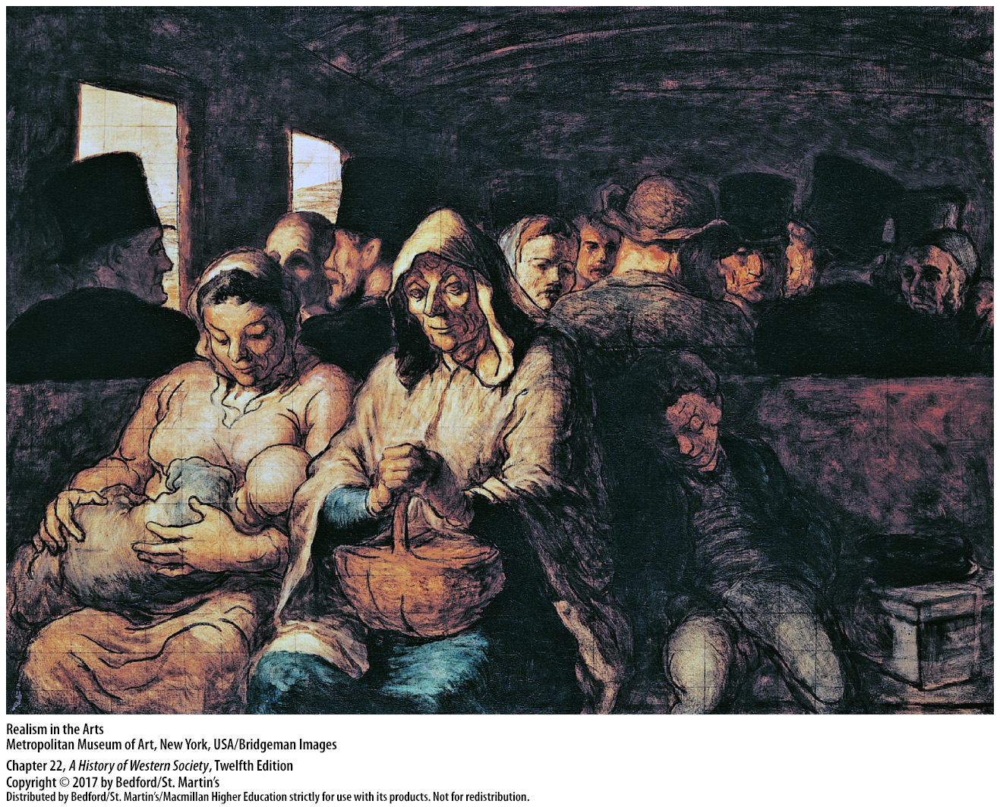 Realism in the Arts
Metropolitan Museum of Art, New York, USA/Bridgeman Images
Chapter 22, A History of Western Society, Twelfth Edition
Copyright © 2017 by Bedford/St. Martin’s
Distributed by Bedford/St. Martin’s/Macmillan Higher Education strictly for use with its products. Not for redistribution.